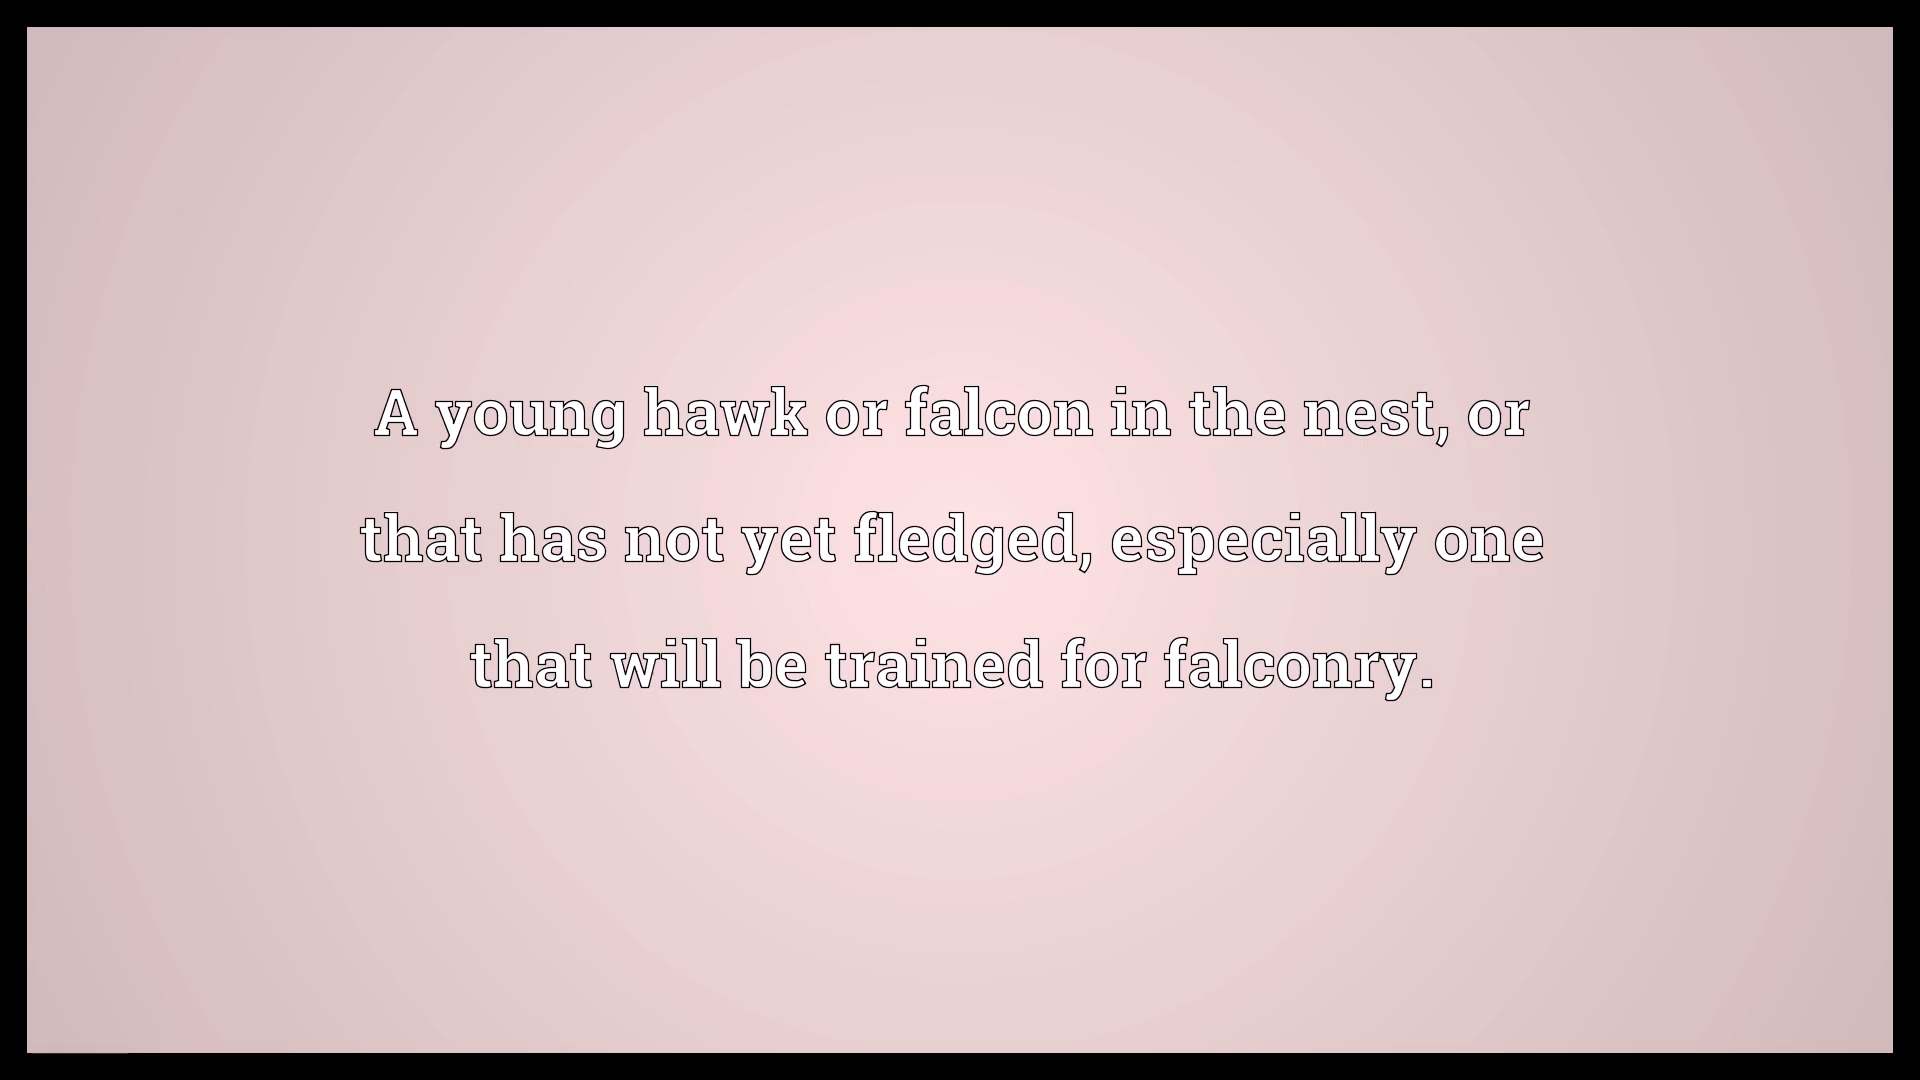 A young hawk or falcon in the nest, or
that has not yet fledged, especially one
that will be trained for falconry.